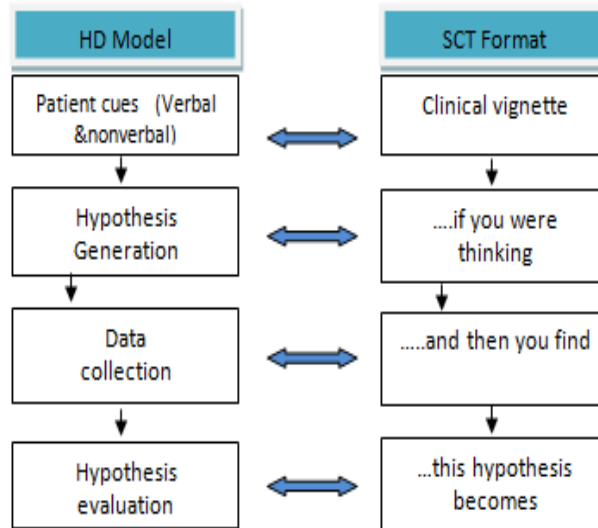 HD Model
SCT Format
Patient cues (Verbal
&nonverbal)
Clinical vignette
Hypothesis
Generation
....if you were
thinking
Data
collection
.....and then you find
Hypothesis
evaluation
...this hypothesis
becomes